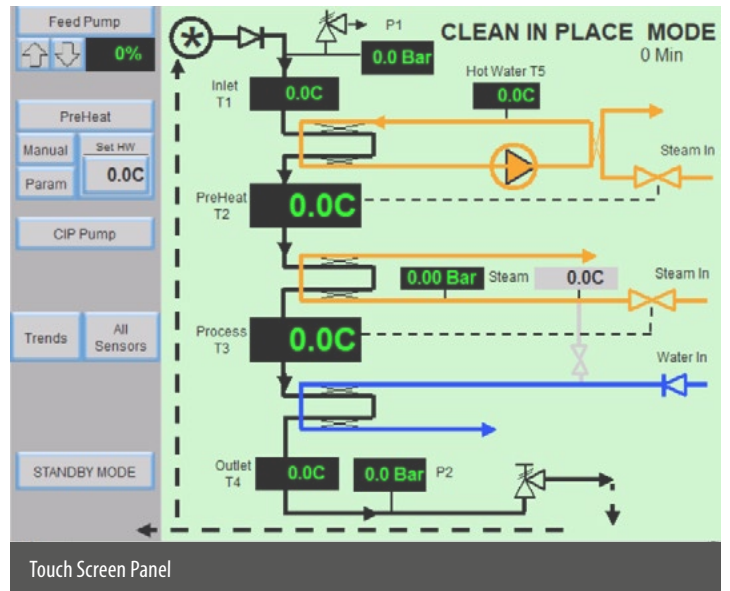 Feed Pump
0%
PreHeat
Manual
Set HW
0.0C
Param
CIP Pump
Trends
All
Sensors
STANDBY MODE
CLEAN IN PLACE MODE
0 Min
P1
0.0 Bar
Inlet
T1
0.0C
Hot Water T5
0.0C
Steam In
PreHeat
T2
0.0C
0.00 Bar
Steam
0.0C
Steam In
Process
T3
0.0C
Water In
Outlet
T4
0.0C
0.0 Bar
P2
Touch Screen Panel